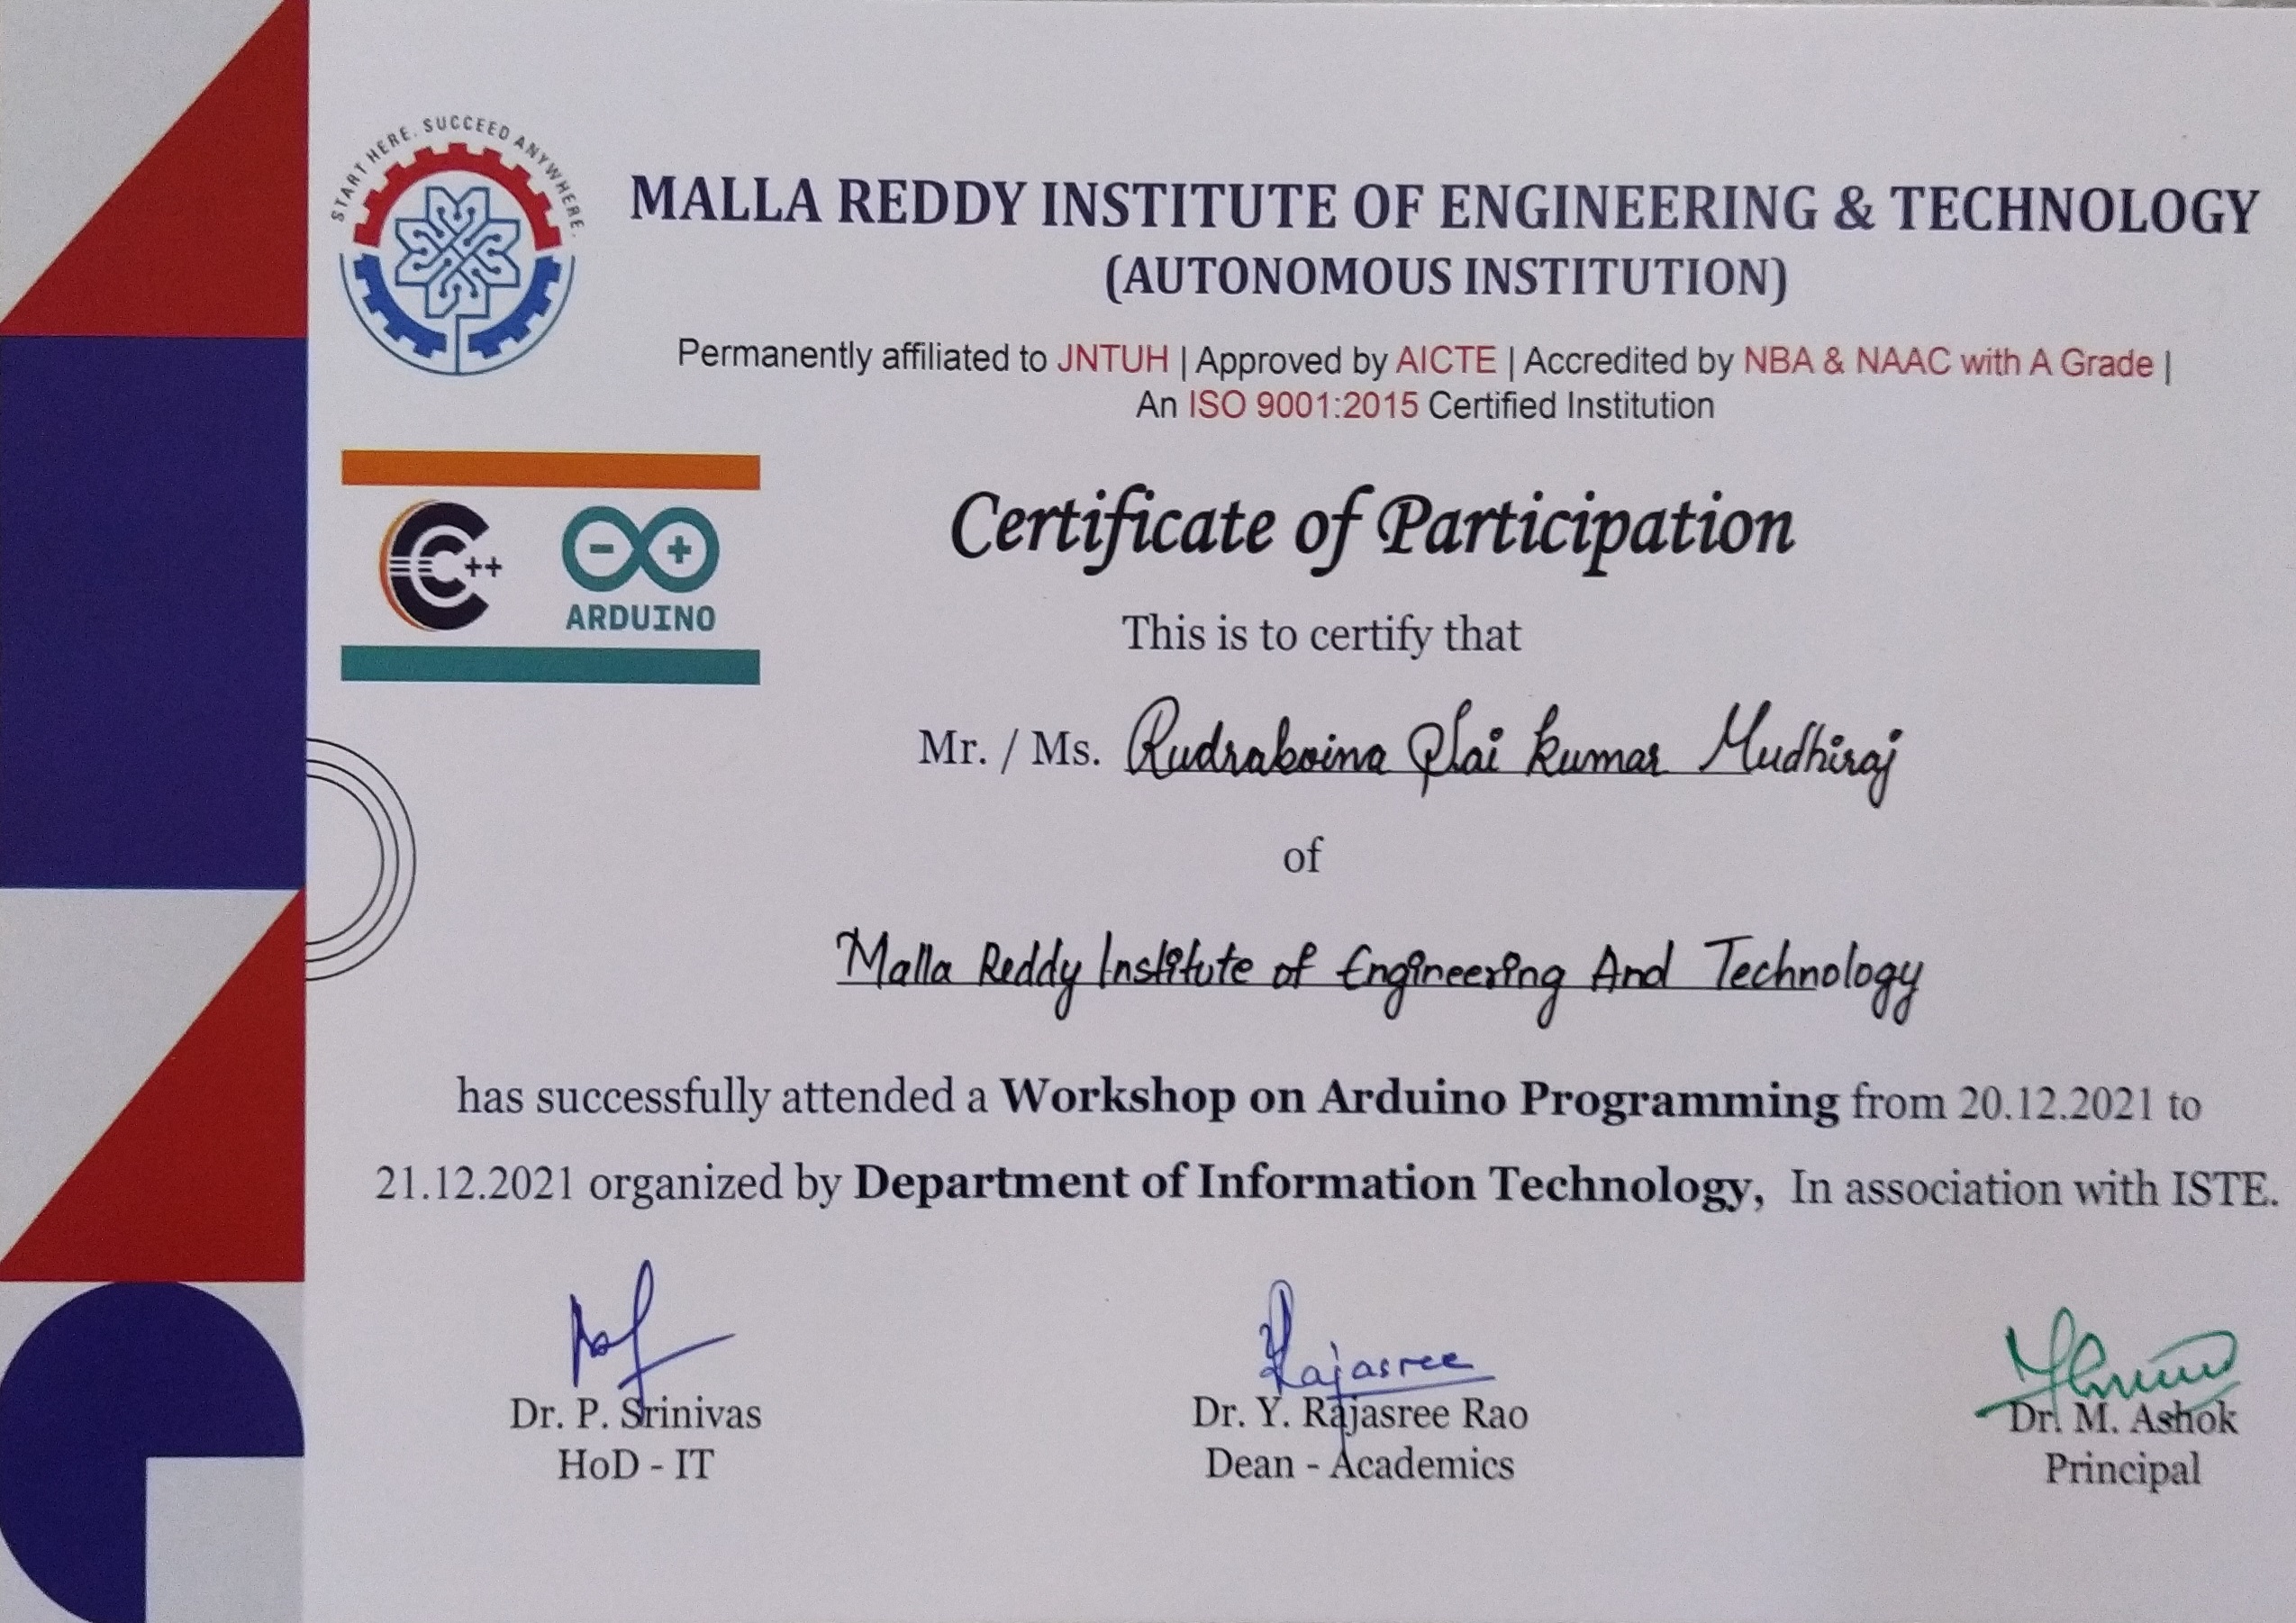 START HERE. SUCCEED ANYWHERE.
MALLA REDDY INSTITUTE OF ENGINEERING & TECHNOLOGY
(AUTONOMOUS INSTITUTION)
Permanently affiliated to JNTUH | Approved by AICTE | Accredited by NBA & NAAC with A Grade |
An ISO 9001:2015 Certified Institution
C++
ARDUINO
Certificate of Participation
This is to certify that
Mr. / Ms. Rudraboina Sai kumar Mudhiraj
of
Malla Reddy Institute of Engineering And Technology
has successfully attended a Workshop on Arduino Programming from 20.12.2021 to
21.12.2021 organized by Department of Information Technology, In association with ISTE.
Rajasree
Dr. P. Srinivas
HoD - IT
Dr. Y. Rajasree Rao
Dean - Academics
Dr. M. Ashok
Principal